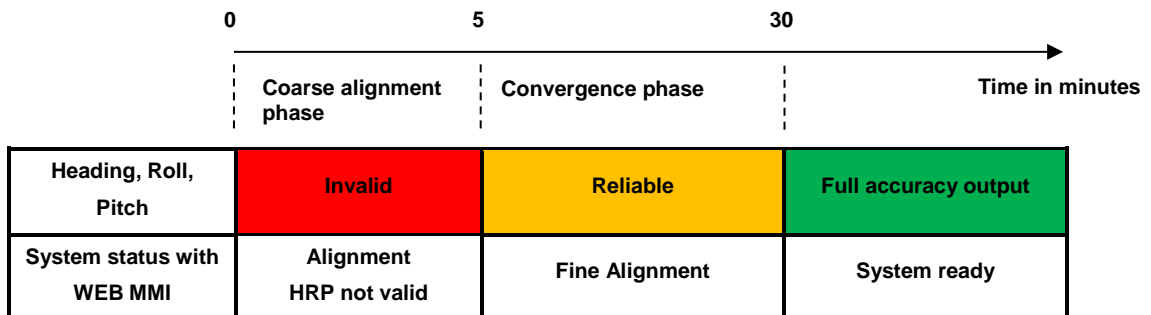 0 5 30
Time in minutes
Coarse alignment
phase
Convergence phase
Heading, Roll,
Pitch
Invalid
Reliable
Full accuracy output
System status with
WEB MMI
Alignment
HRP not valid
Fine Alignment
System ready